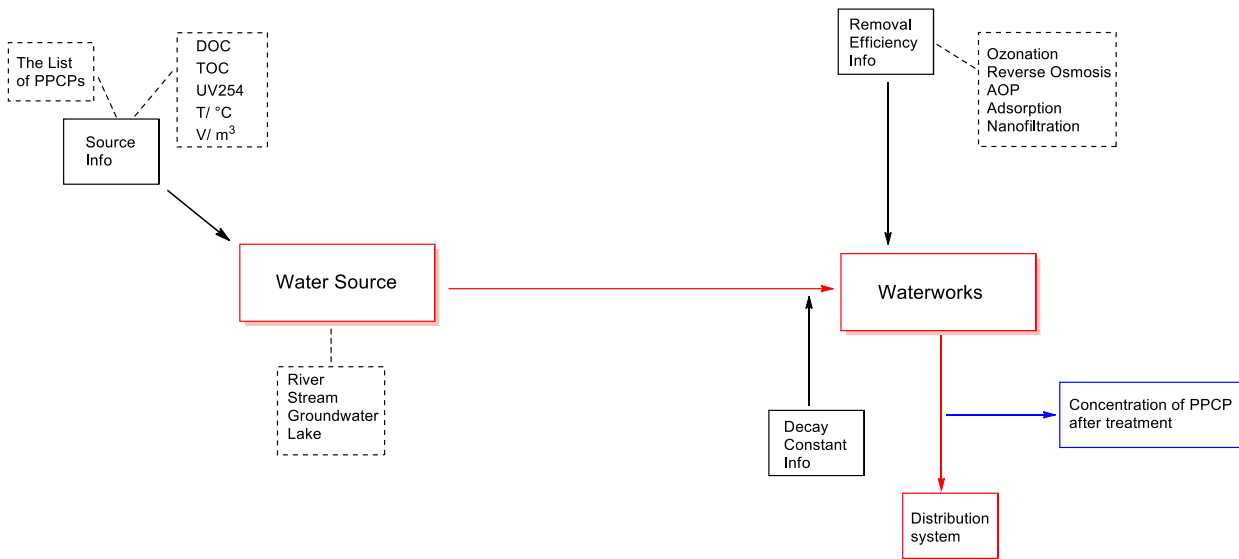 The List
of PPCPs
DOC
TOC
UV254
T/ °C
V/ m³
Source
Info
Removal
Efficiency
Info
Ozonation
Reverse Osmosis
AOP
Adsorption
Nanofiltration
Water Source
Waterworks
River
Stream
Groundwater
Lake
Decay
Constant
Info
Concentration of PPCP
after treatment
Distribution
system